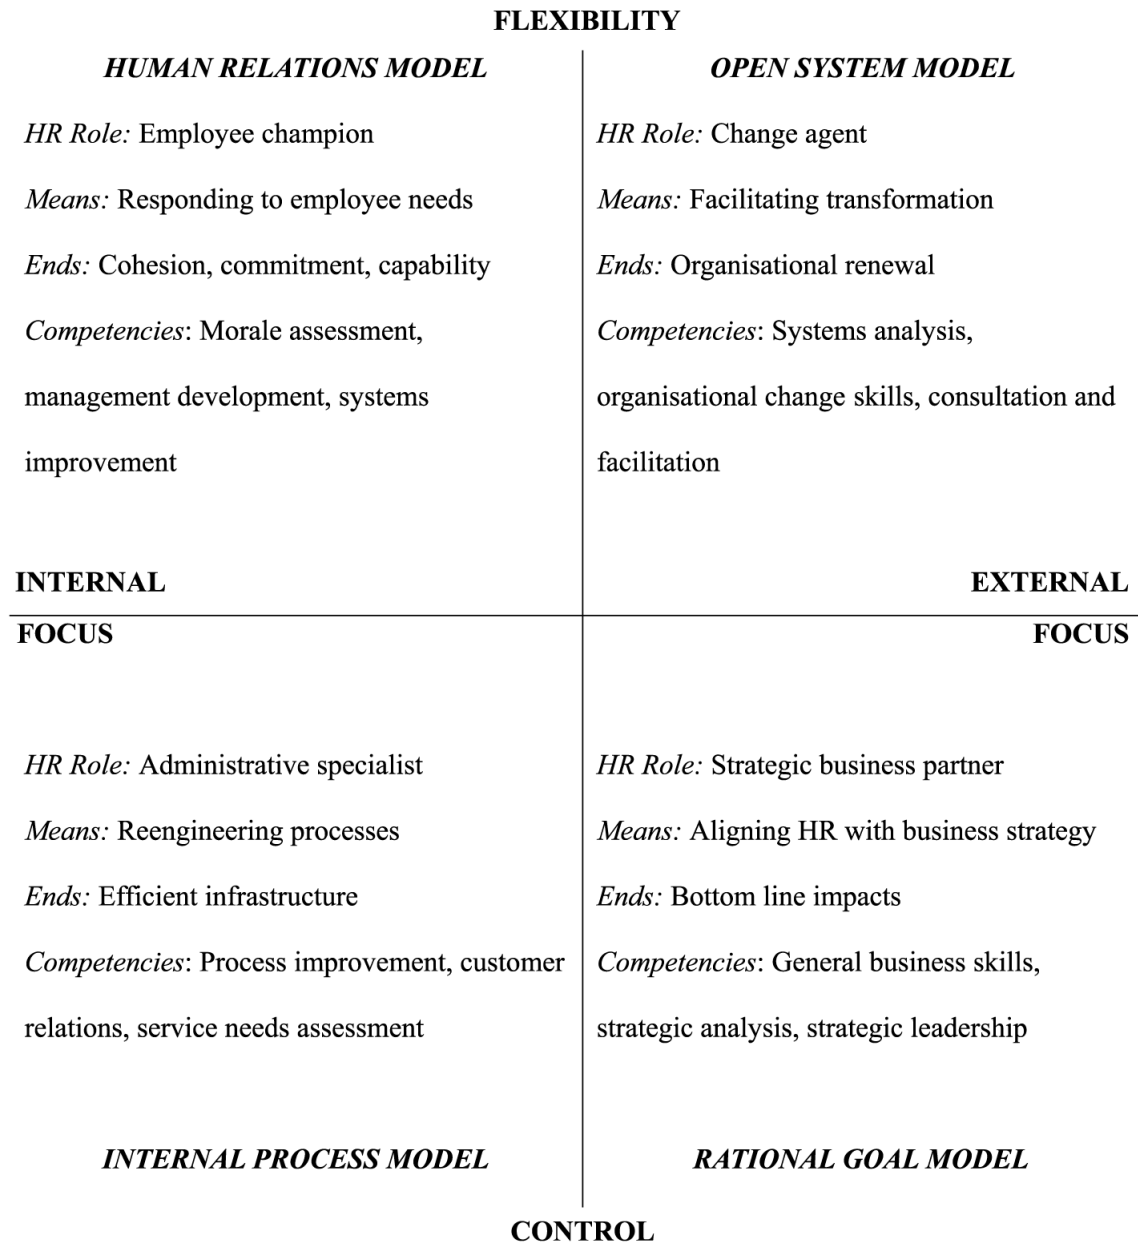 FLEXIBILITY
HUMAN RELATIONS MODEL
HR Role: Employee champion
Means: Responding to employee needs
Ends: Cohesion, commitment, capability
Competencies: Morale assessment,
management development, systems
improvement
OPEN SYSTEM MODEL
HR Role: Change agent
Means: Facilitating transformation
Ends: Organisational renewal
Competencies: Systems analysis,
organisational change skills, consultation and
facilitation
INTERNAL
FOCUS
EXTERNAL
FOCUS
HR Role: Administrative specialist
Means: Reengineering processes
Ends: Efficient infrastructure
Competencies: Process improvement, customer
relations, service needs assessment
INTERNAL PROCESS MODEL
HR Role: Strategic business partner
Means: Aligning HR with business strategy
Ends: Bottom line impacts
Competencies: General business skills,
strategic analysis, strategic leadership
RATIONAL GOAL MODEL
CONTROL